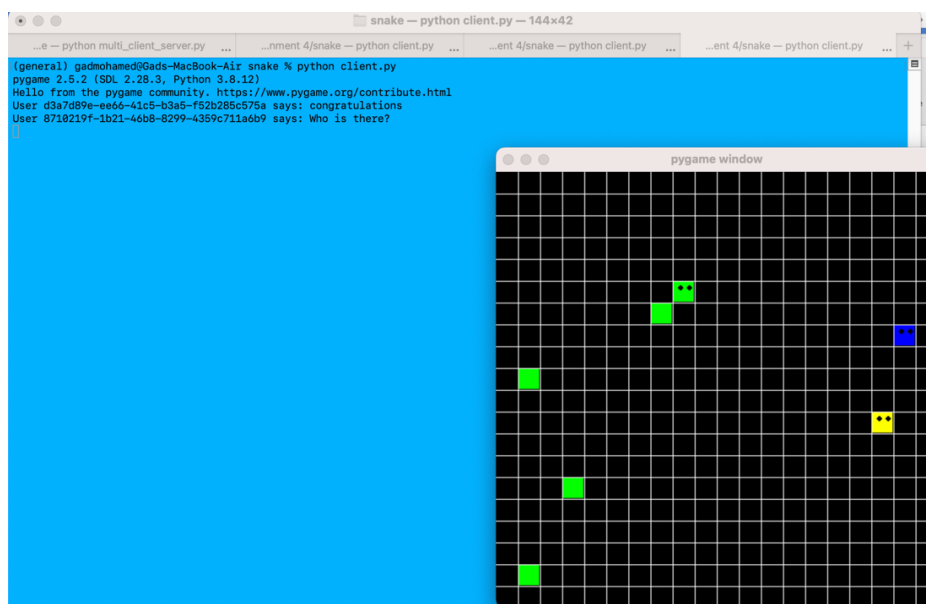 snake — python client.py — 144×42
...e — python multi_client_server.py ... ...nment 4/snake — python client.py ... ...ent 4/snake — python client.py ... ...ent 4/snake — python client.py ... +
(general) gadmohamed@Gads-MacBook-Air snake % python client.py
pygame 2.5.2 (SDL 2.28.3, Python 3.8.12)
Hello from the pygame community. https://www.pygame.org/contribute.html
User d3a7d89e-ee66-41c5-b3a5-f52b285c575a says: congratulations
User 8710219f-1b21-46b8-8299-4359c711a6b9 says: Who is there?
pygame window